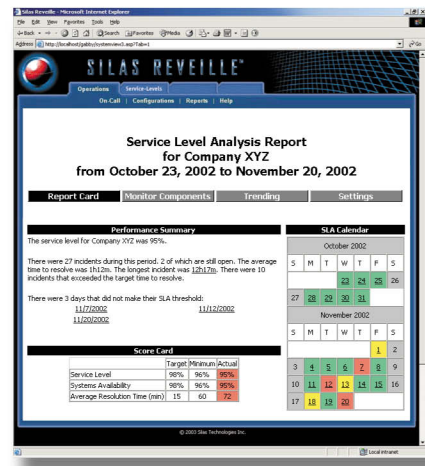 Silas Reveille - Microsoft Internet Explorer
File Edit View Favorites Tools Help
Back Search Favorites Media
Address http://localhost/gabby/systemview3.asp?Tab=1 Go
SILAS REVEILLE
Operations Service-Levels
On-Call | Configurations | Reports | Help
Service Level Analysis Report
for Company XYZ
from October 23, 2002 to November 20, 2002
Report Card Monitor Components Trending Settings
Performance Summary
The service level for Company XYZ was 95%.
There were 27 incidents during this period. 2 of which are still open. The average
time to resolve was 1h12m. The longest incident was 12h17m. There were 10
incidents that exceeded the target time to resolve.
There were 3 days that did not make their SLA threshold:
11/7/2002 11/12/2002
11/20/2002
Score Card
Target Minimum Actual
Service Level 98% 96% 95%
Systems Availability 98% 96% 95%
Average Resolution Time (min) 15 60 72
SLA Calendar
October 2002
S M T W T F S
23 24 25 26
27 28 29 30 31
November 2002
S M T W T F S
1 2
3 4 5 6 7 8 9
10 11 12 13 14 15 16
17 18 19 20
© 2003 Silas Technologies Inc.
Local intranet